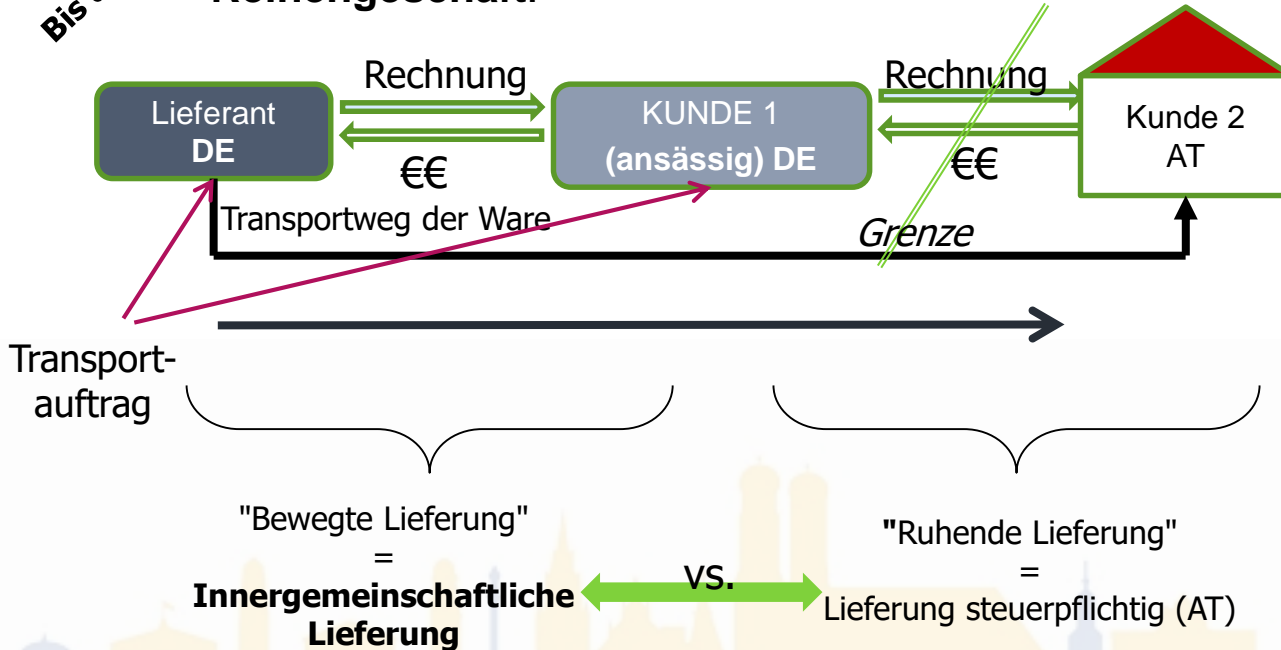 Bis
Reihengeschäft:
Rechnung
Rechnung
Lieferant
DE
KUNDE 1
(ansässig) DE
Kunde 2
AT
€€
€€
Transportweg der Ware
Grenze
Transport-
auftrag
"Bewegte Lieferung"
=
Innergemeinschaftliche
Lieferung
vs.
"Ruhende Lieferung"
=
Lieferung steuerpflichtig (AT)